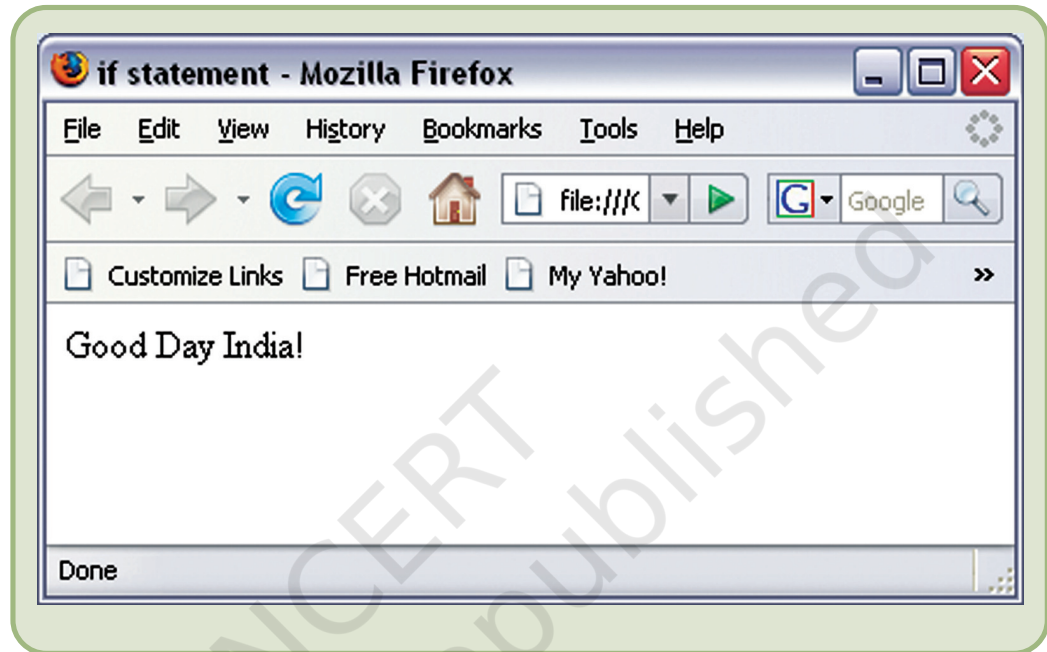 if statement - Mozilla Firefox
File Edit View History Bookmarks Tools Help
file:///C G Google
Customize Links Free Hotmail My Yahoo! »
Good Day India!
Done
NCERT
published